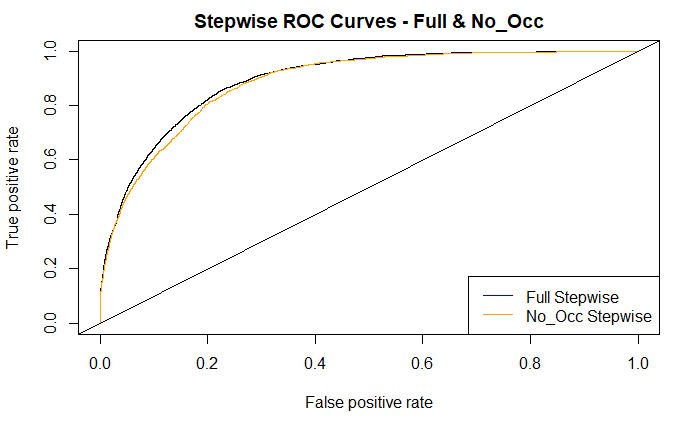 Stepwise ROC Curves - Full & No_Occ
True positive rate
1.0
0.8
0.6
0.4
0.2
0.0
Full Stepwise
No_Occ Stepwise
0.0 0.2 0.4 0.6 0.8 1.0
False positive rate